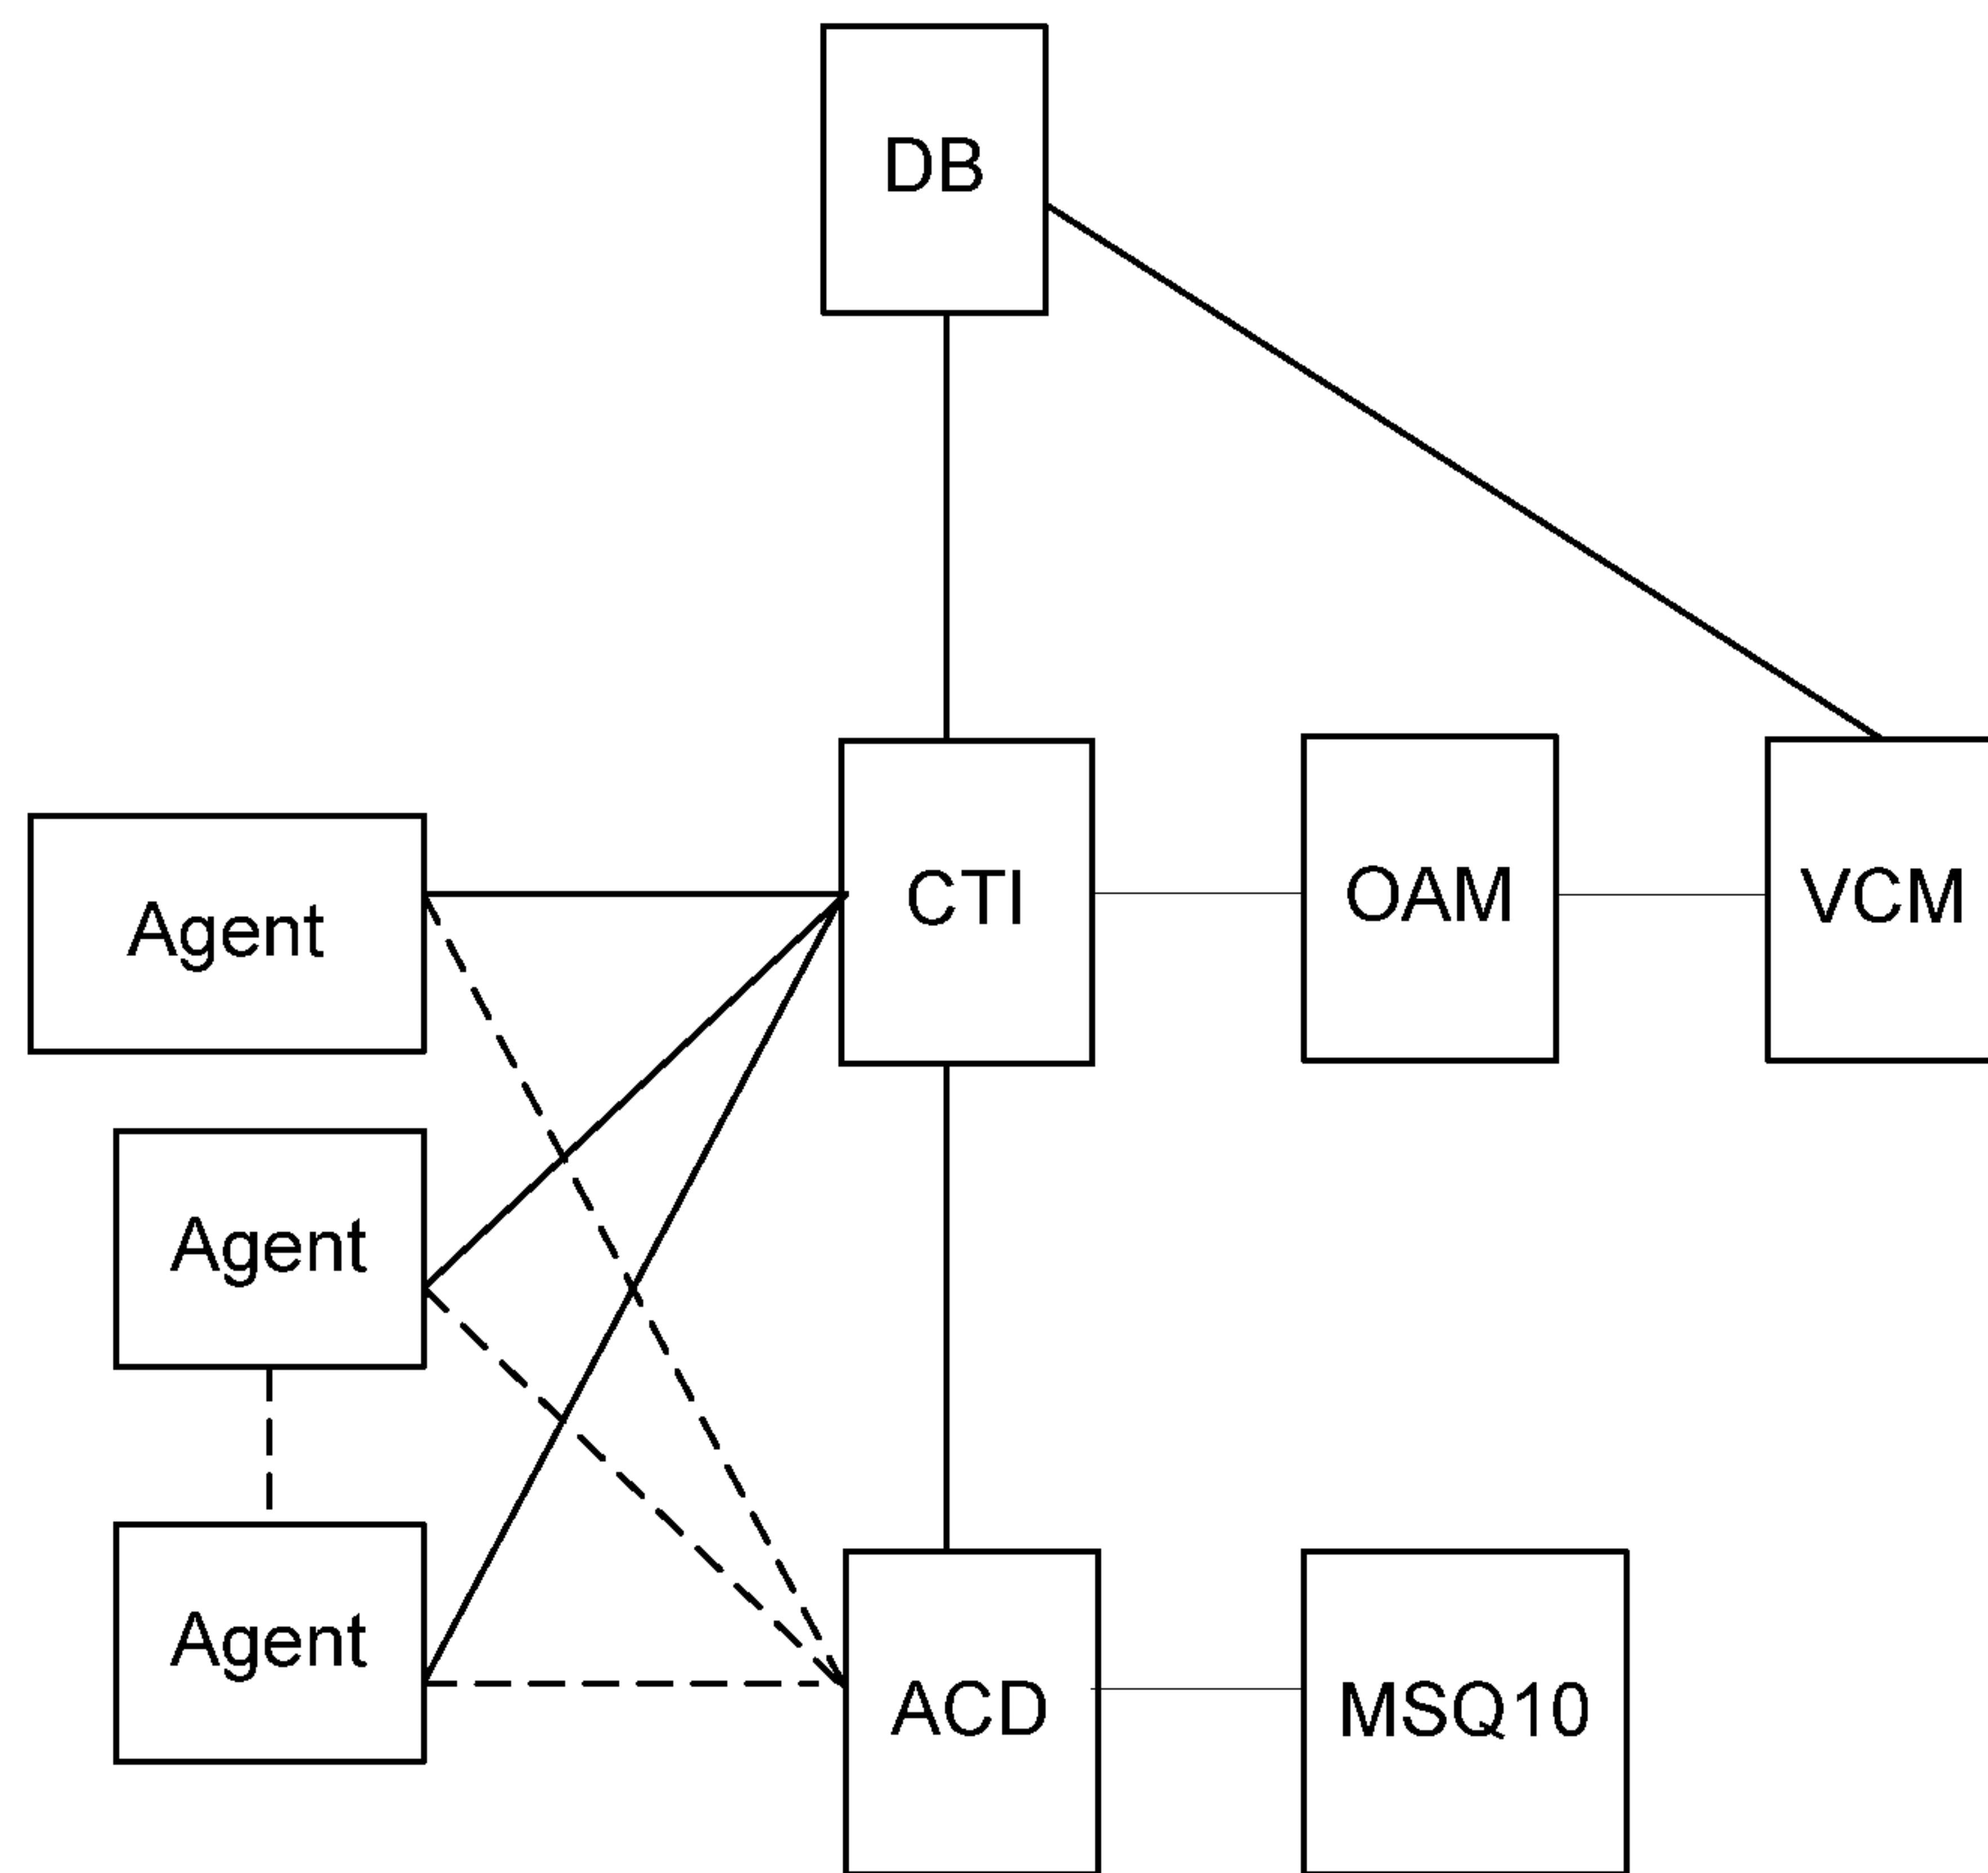 DB
CTI
OAM
VCM
Agent
Agent
Agent
ACD
MSQ10